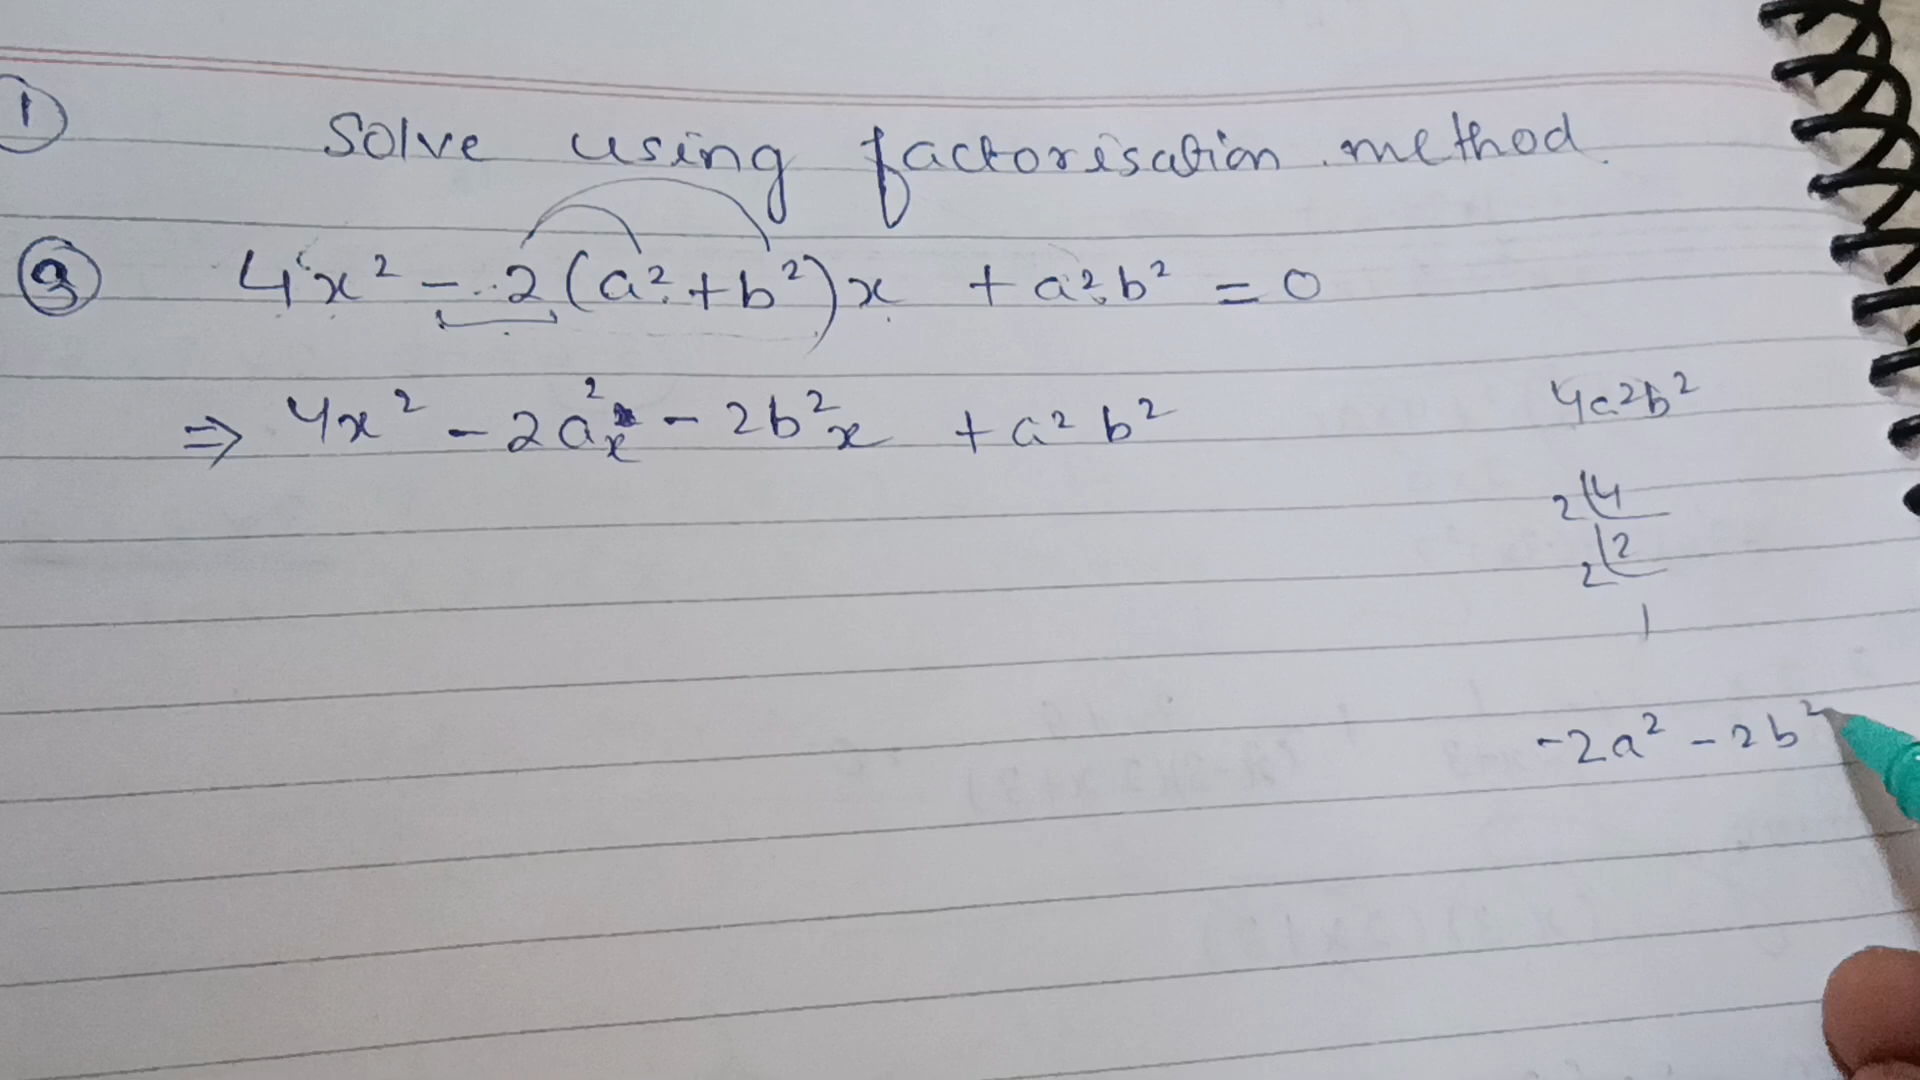 ① Solve using factorisation method.
③ 4x² - 2(a²+b²)x + a²b² = 0
⇒ 4x² - 2a²x - 2b²x + a²b²
4a²b²
2 4
2 2
1
-2a² - 2b²